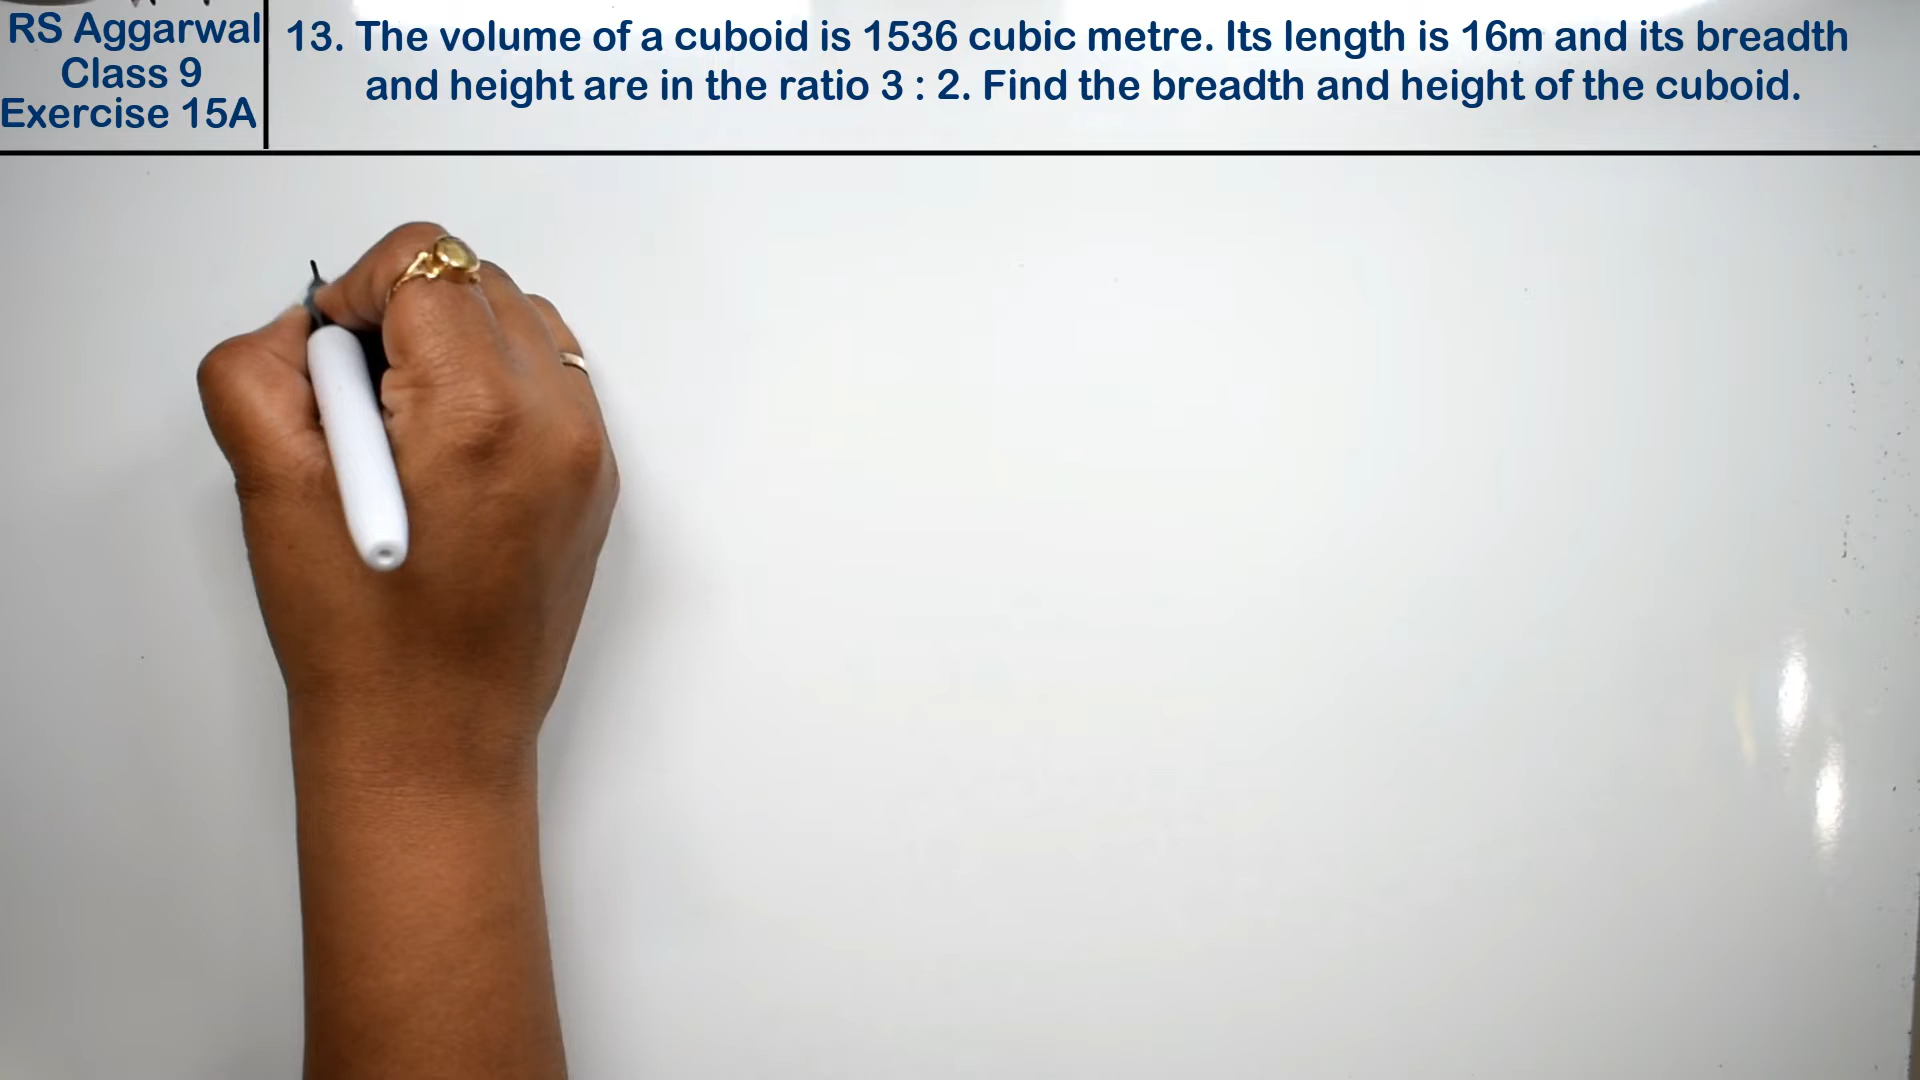 RS Aggarwal
Class 9
Exercise 15A
13. The volume of a cuboid is 1536 cubic metre. Its length is 16m and its breadth
and height are in the ratio 3 : 2. Find the breadth and height of the cuboid.